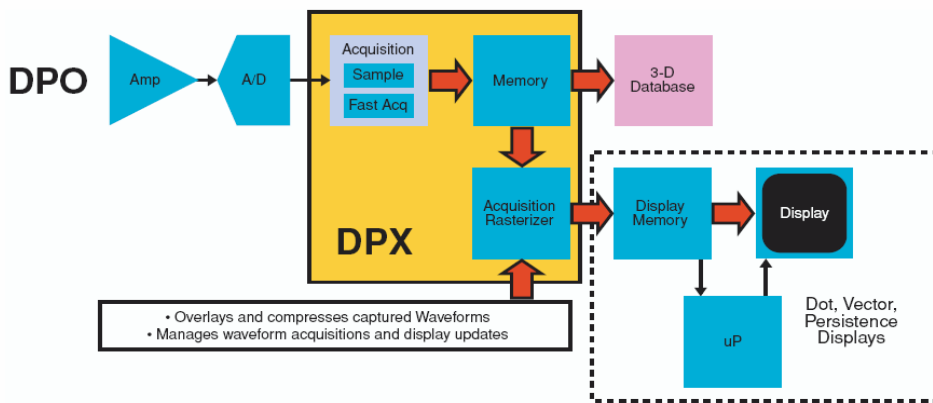 DPO
Amp
A/D
Acquisition
Sample
Fast Acq
Memory
3-D
Database
DPX
Acquisition
Rasterizer
Display
Memory
Display
• Overlays and compresses captured Waveforms
• Manages waveform acquisitions and display updates
uP
Dot, Vector,
Persistence
Displays